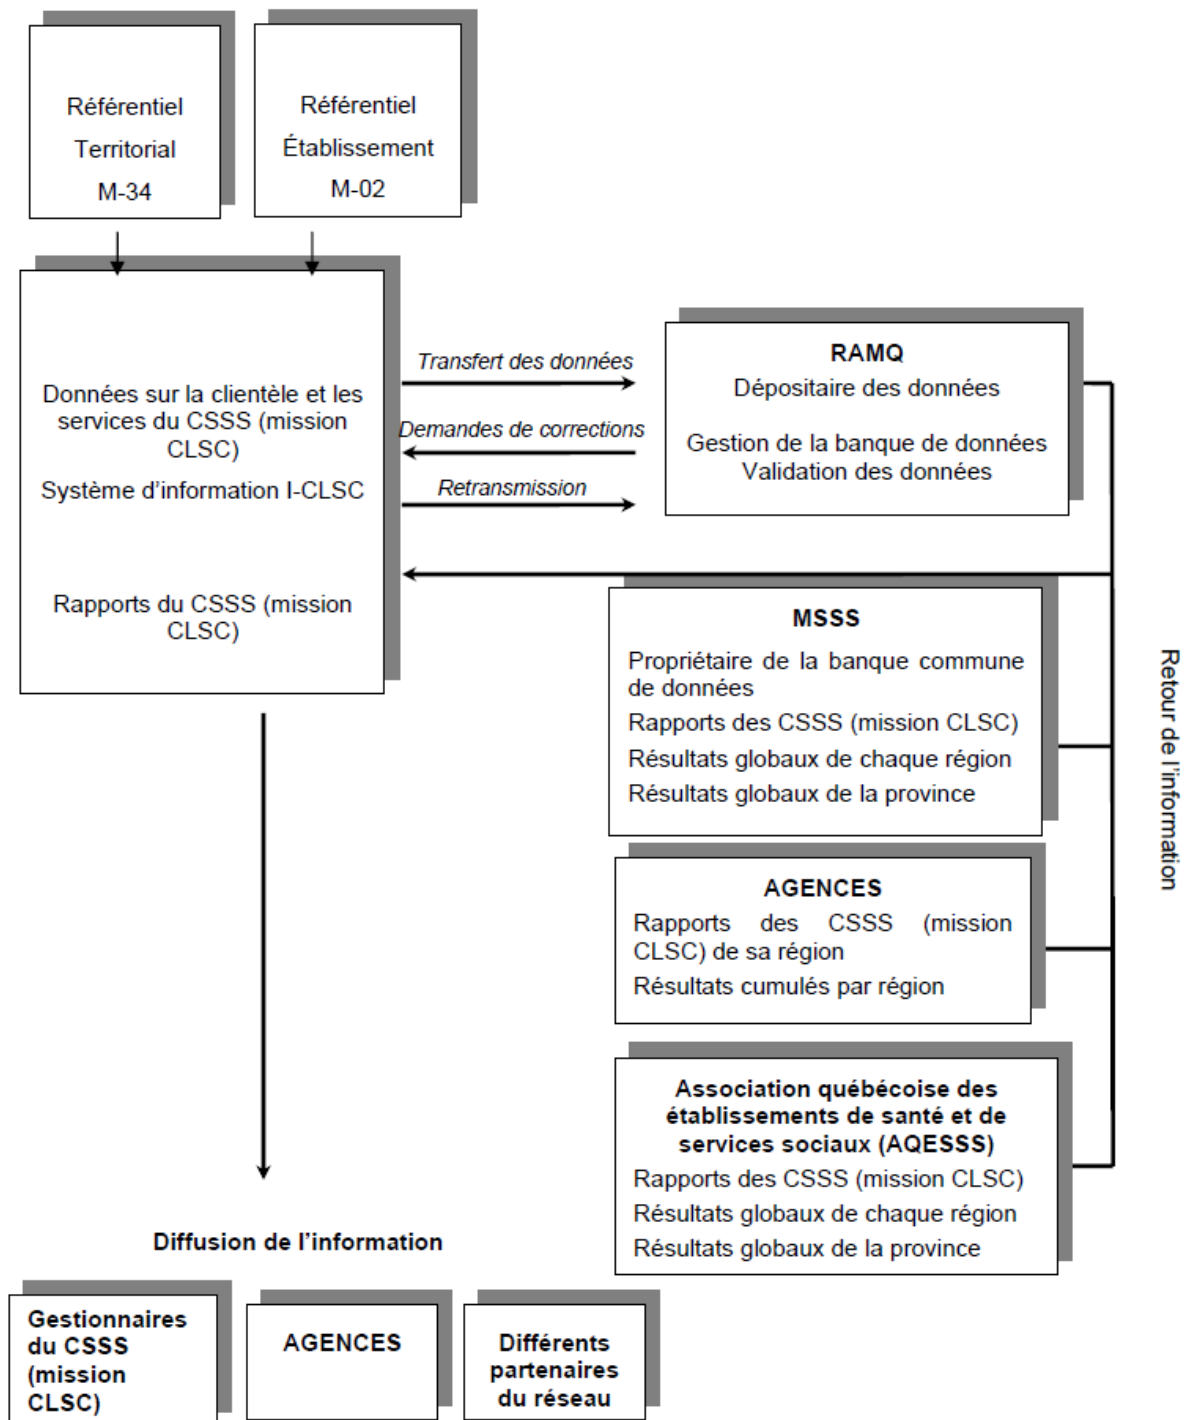 Référentiel
Territorial
M-34
Référentiel
Établissement
M-02
Données sur la clientèle et les
services du CSSS (mission
CLSC)
Système d’information I-CLSC
Rapports du CSSS (mission
CLSC)
Transfert des données
Demandes de corrections
Retransmission
RAMQ
Dépositaire des données
Gestion de la banque de données
Validation des données
MSSS
Propriétaire de la banque commune
de données
Rapports des CSSS (mission CLSC)
Résultats globaux de chaque région
Résultats globaux de la province
AGENCES
Rapports des CSSS (mission
CLSC) de sa région
Résultats cumulés par région
Association québécoise des
établissements de santé et de
services sociaux (AQESSS)
Rapports des CSSS (mission CLSC)
Résultats globaux de chaque région
Résultats globaux de la province
Retour de l’information
Diffusion de l’information
Gestionnaires
du CSSS
(mission
CLSC)
AGENCES
Différents
partenaires
du réseau